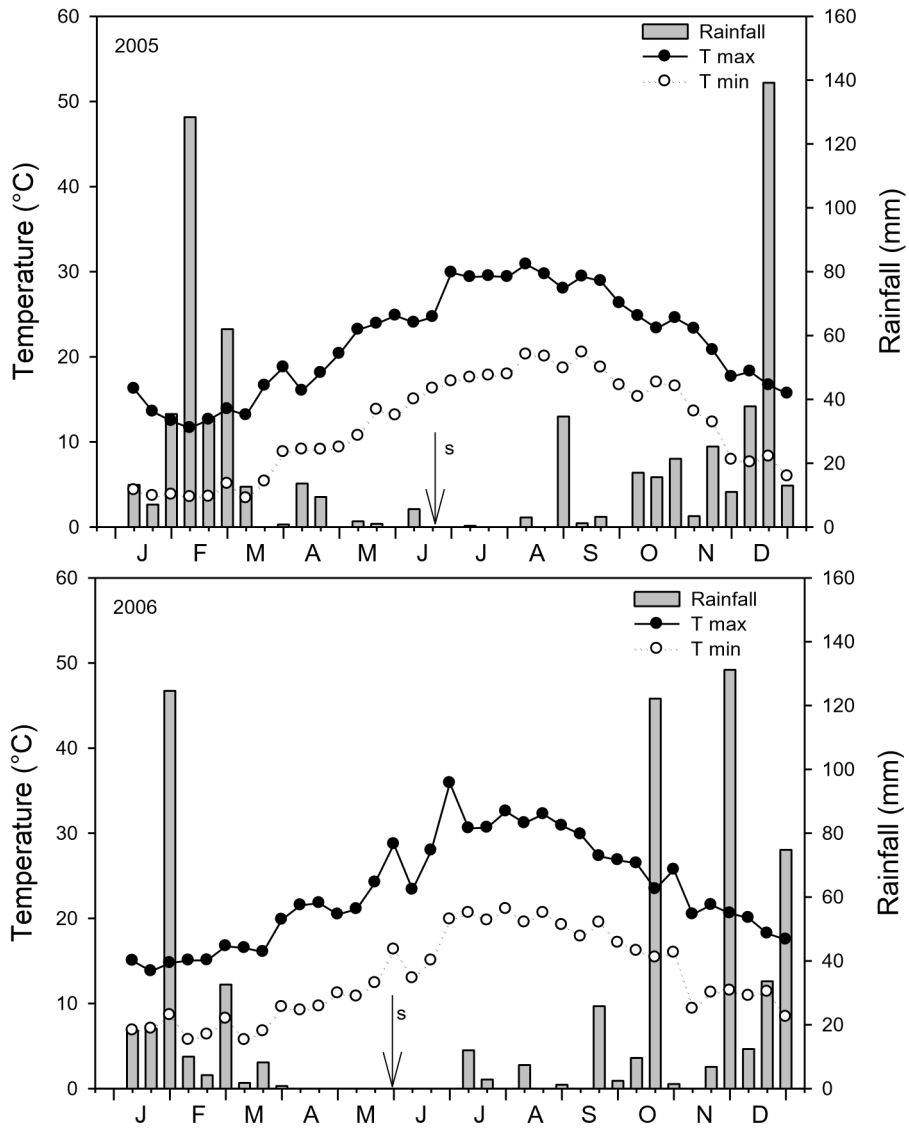 2005
Rainfall
T max
T min
60
50
40
30
20
10
0
Temperature (°C)
160
140
120
100
80
60
40
20
0
Rainfall (mm)
s
J F M A M J J A S O N D
2006
Rainfall
T max
T min
60
50
40
30
20
10
0
Temperature (°C)
160
140
120
100
80
60
40
20
0
Rainfall (mm)
s
J F M A M J J A S O N D